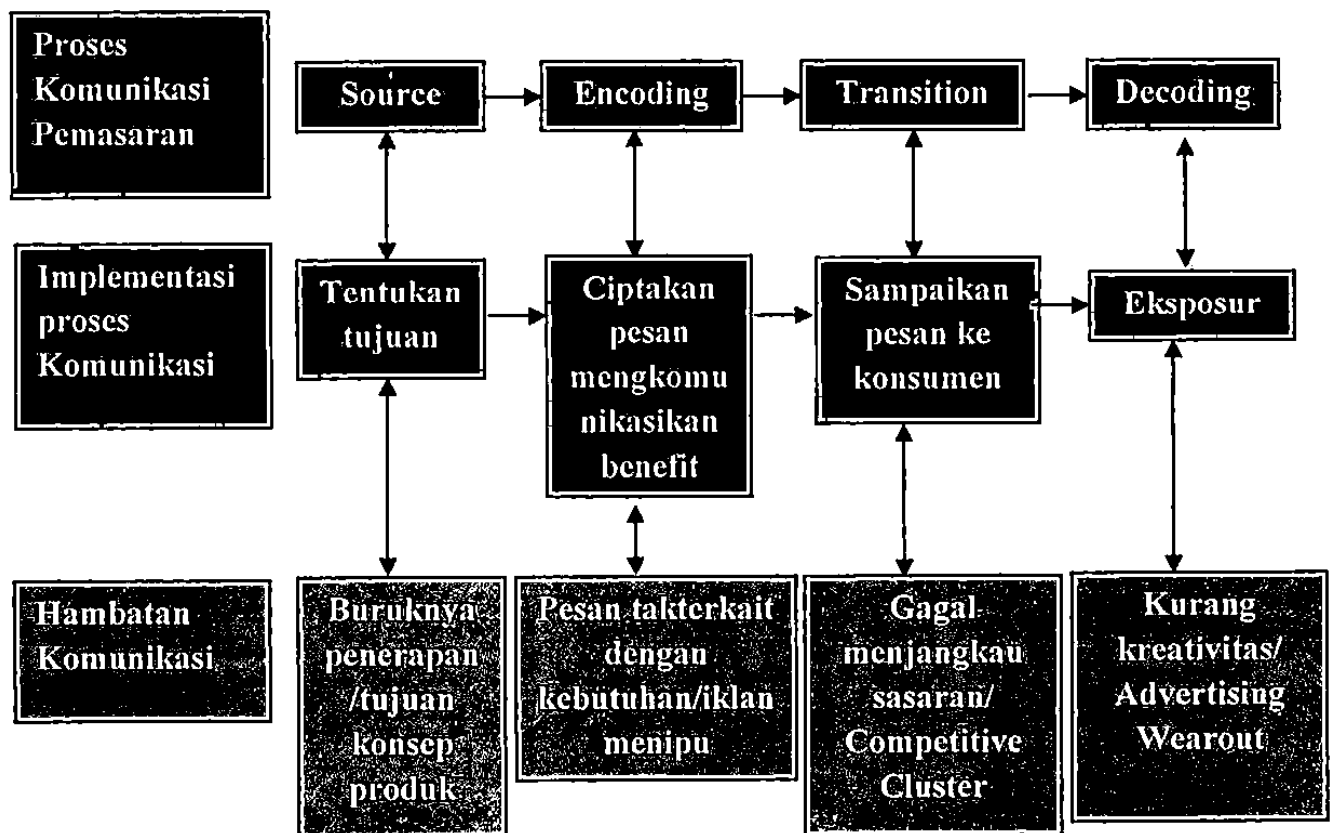 Proses
Komunikasi
Pemasaran
Source
Encoding
Transition
Decoding
Implementasi
proses
Komunikasi
Tentukan
tujuan
Ciptakan
pesan
mengkomu
nikasikan
benefit
Sampaikan
pesan ke
konsumen
Eksposur
Hambatan
Komunikasi
Buruknya
penerapan
/tujuan
konsep
produk
Pesan takterkait
dengan
kebutuhan/iklan
menipu
Gagal
menjangkau
sasaran/
Competitive
Cluster
Kurang
kreativitas/
Advertising
Wearout